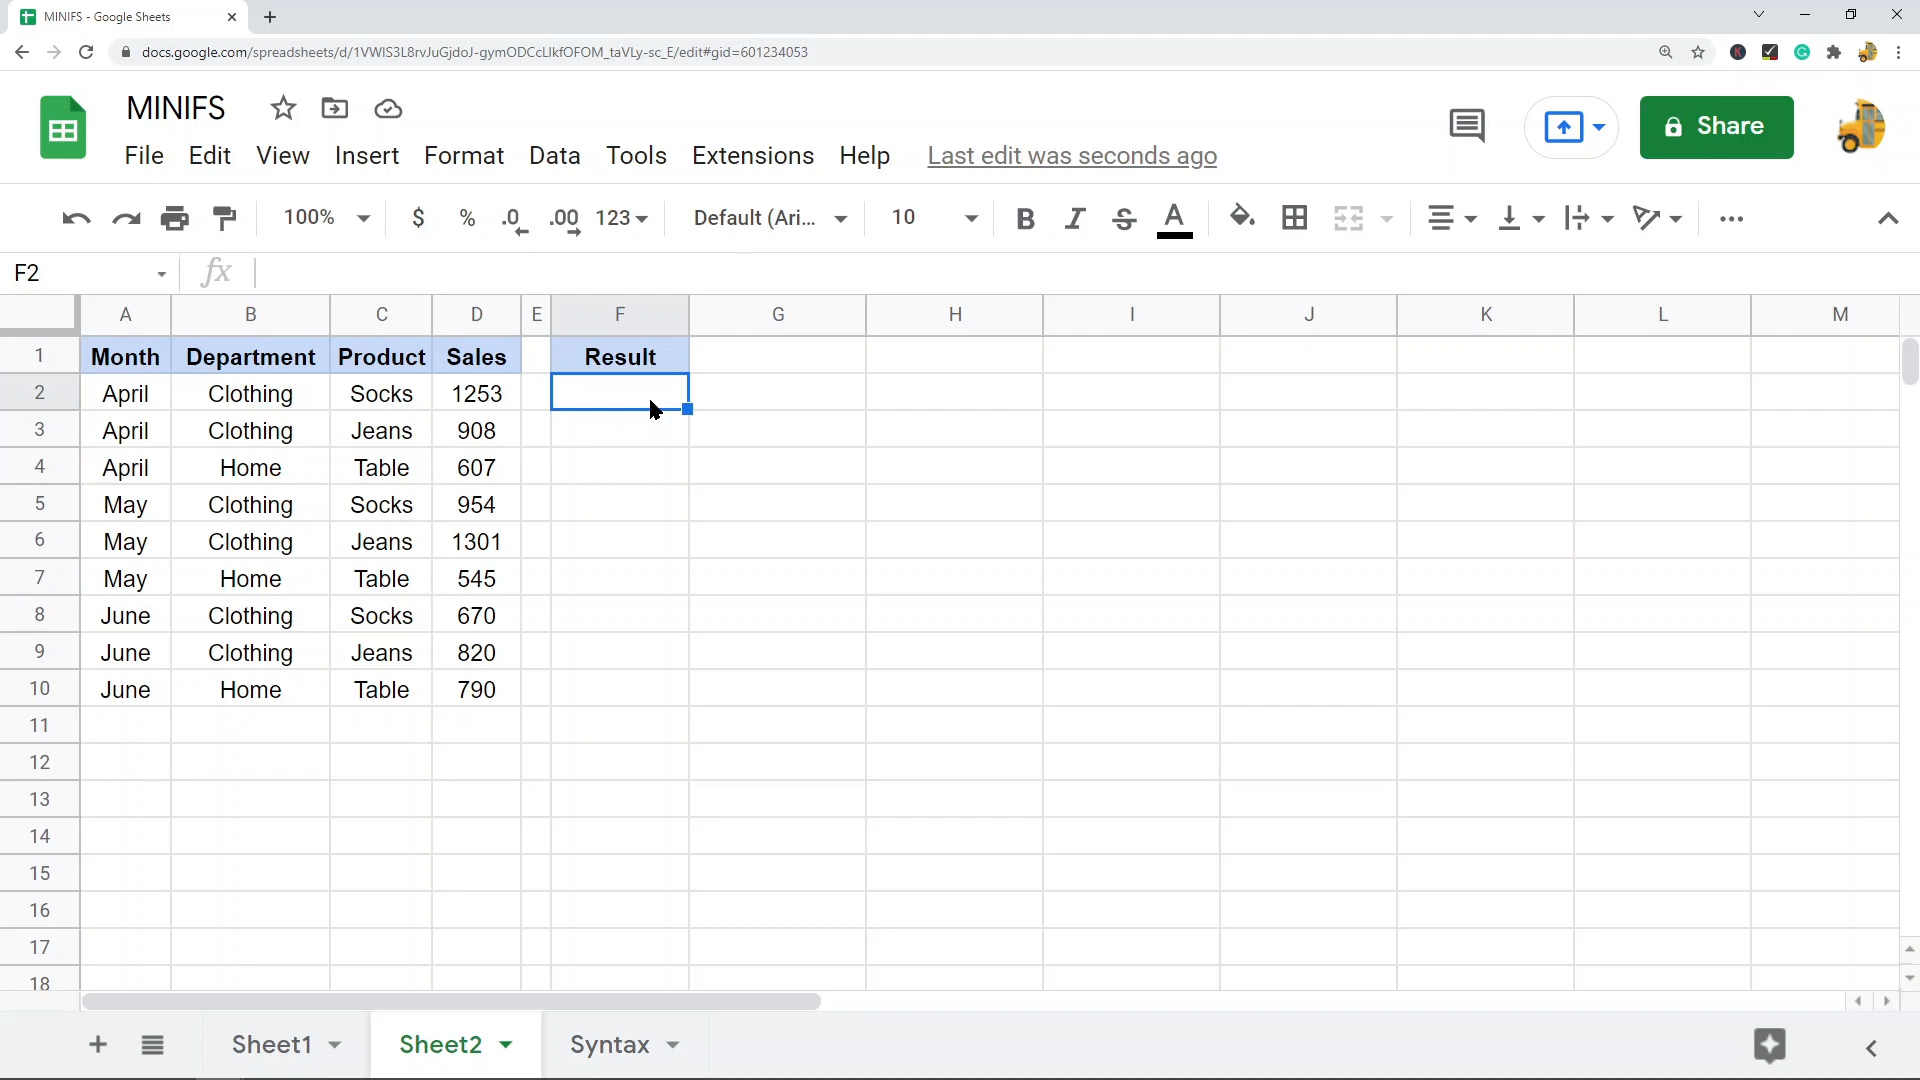 MINIFS - Google Sheets
docs.google.com/spreadsheets/d/1VWIS3L8rvJuGjdoJ-gymODCcLIkfOFOM_taVLy-sc_E/edit#gid=601234053
MINIFS
Share
File Edit View Insert Format Data Tools Extensions Help Last edit was seconds ago
100% $ % .0 .00 123 Default (Ari... 10 B I S A
F2 fx
A B C D E F G H I J K L M
1 Month Department Product Sales Result
2 April Clothing Socks 1253
3 April Clothing Jeans 908
4 April Home Table 607
5 May Clothing Socks 954
6 May Clothing Jeans 1301
7 May Home Table 545
8 June Clothing Socks 670
9 June Clothing Jeans 820
10 June Home Table 790
11
12
13
14
15
16
17
18
Sheet1 Sheet2 Syntax